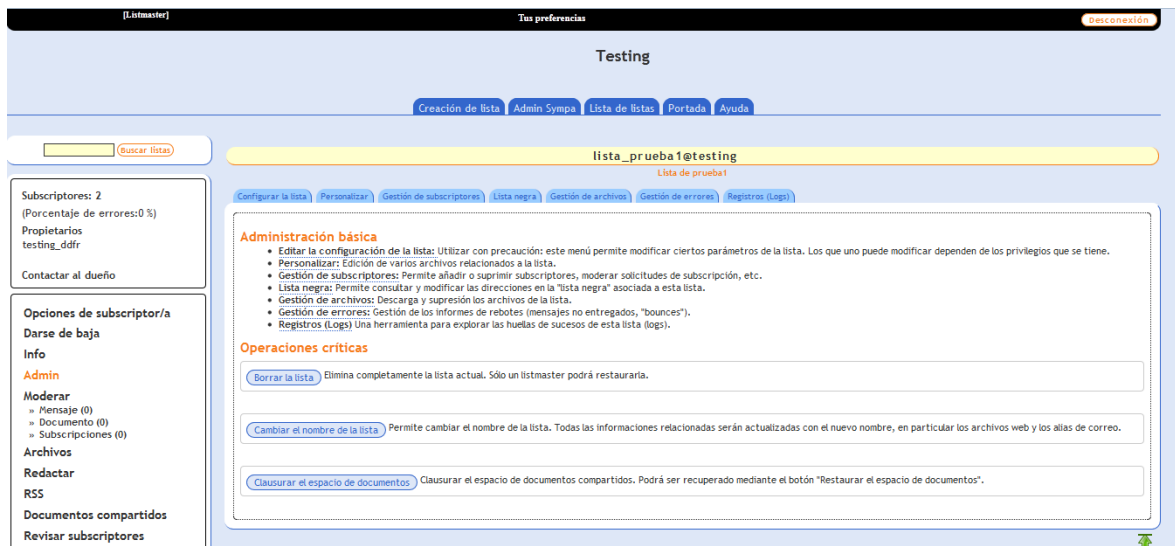 [Listmaster]
Tus preferencias
Desconexión
Testing
Creación de lista
Admin Sympa
Lista de listas
Portada
Ayuda
Buscar listas
Subscriptores: 2
(Porcentaje de errores:0 %)
Propietarios
testing_ddfr
Contactar al dueño
Opciones de subscriptor/a
Darse de baja
Info
Admin
Moderar
» Mensaje (0)
» Documento (0)
» Subscripciones (0)
Archivos
Redactar
RSS
Documentos compartidos
Revisar subscriptores
lista_prueba1@testing
Lista de prueba1
Configurar la lista
Personalizar
Gestión de subscriptores
Lista negra
Gestión de archivos
Gestión de errores
Registros (Logs)
Administración básica
• Editar la configuración de la lista: Utilizar con precaución: este menú permite modificar ciertos parámetros de la lista. Los que uno puede modificar dependen de los privilegios que se tiene.
• Personalizar: Edición de varios archivos relacionados a la lista.
• Gestión de subscriptores: Permite añadir o suprimir subscriptores, moderar solicitudes de subscripción, etc.
• Lista negra: Permite consultar y modificar las direcciones en la "lista negra" asociada a esta lista.
• Gestión de archivos: Descarga y supresión los archivos de la lista.
• Gestión de errores: Gestión de los informes de rebotes (mensajes no entregados, "bounces").
• Registros (Logs) Una herramienta para explorar las huellas de sucesos de esta lista (logs).
Operaciones críticas
Borrar la lista Elimina completamente la lista actual. Sólo un listmaster podrá restaurarla.
Cambiar el nombre de la lista Permite cambiar el nombre de la lista. Todas las informaciones relacionadas serán actualizadas con el nuevo nombre, en particular los archivos web y los alias de correo.
Clausurar el espacio de documentos Clausurar el espacio de documentos compartidos. Podrá ser recuperado mediante el botón "Restaurar el espacio de documentos".